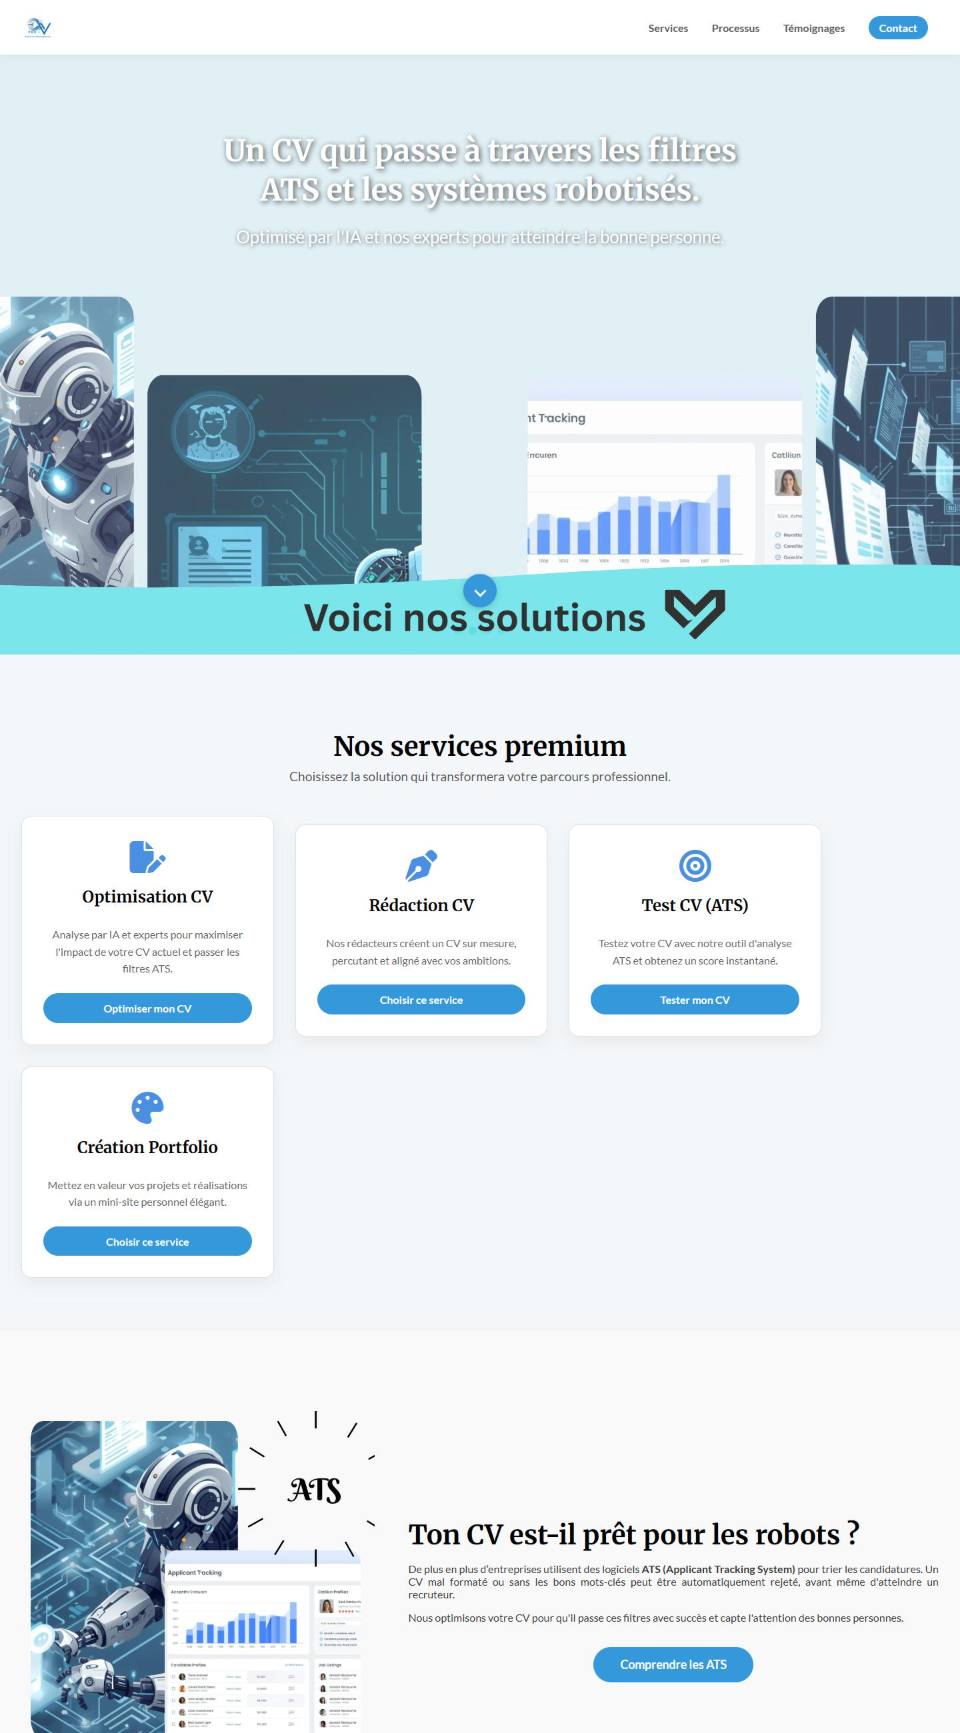 Services
Processus
Témoignages
Contact
Un CV qui passe à travers les filtres
ATS et les systèmes robotisés.
Optimisé par l'IA et nos experts pour atteindre la bonne personne.
nt Tracking
Voici nos solutions
Nos services premium
Choisissez la solution qui transformera votre parcours professionnel.
Optimisation CV
Analyse par IA et experts pour maximiser
l'impact de votre CV actuel et passer les
filtres ATS.
Optimiser mon CV
Rédaction CV
Nos rédacteurs créent un CV sur mesure,
percutant et aligné avec vos ambitions.
Choisir ce service
Test CV (ATS)
Testez votre CV avec notre outil d'analyse
ATS et obtenez un score instantané.
Tester mon CV
Création Portfolio
Mettez en valeur vos projets et réalisations
via un mini-site personnel élégant.
Choisir ce service
ATS
Applicant Tracking
Ton CV est-il prêt pour les robots ?
De plus en plus d'entreprises utilisent des logiciels ATS (Applicant Tracking System) pour trier les candidatures. Un
CV mal formaté ou sans les bons mots-clés peut être automatiquement rejeté, avant même d'atteindre un
recruteur.
Nous optimisons votre CV pour qu'il passe ces filtres avec succès et capte l'attention des bonnes personnes.
Comprendre les ATS